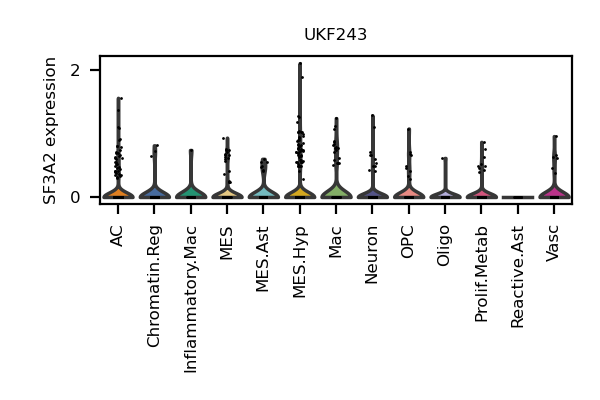 UKF243
SF3A2 expression
2
0
AC
Chromatin.Reg
Inflammatory.Mac
MES
MES.Ast
MES.Hyp
Mac
Neuron
OPC
Oligo
Prolif.Metab
Reactive.Ast
Vasc